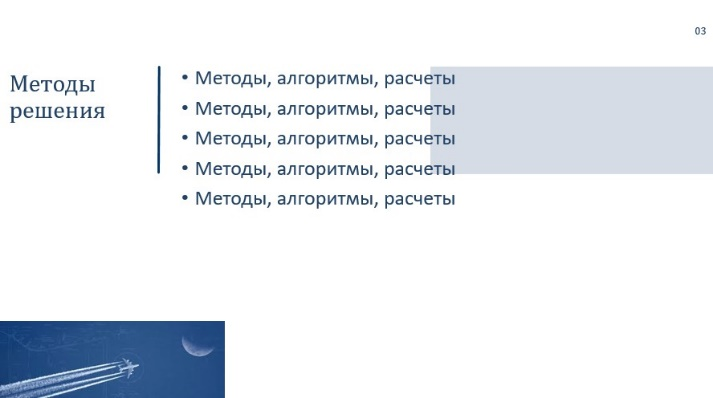 03
Методы
решения
• Методы, алгоритмы, расчеты
• Методы, алгоритмы, расчеты
• Методы, алгоритмы, расчеты
• Методы, алгоритмы, расчеты
• Методы, алгоритмы, расчеты